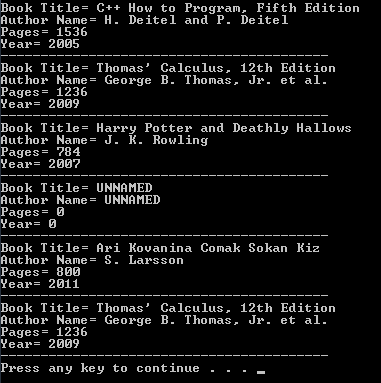 Book Title= C++ How to Program, Fifth Edition
Author Name= H. Deitel and P. Deitel
Pages= 1536
Year= 2005
-----------------------------------------
Book Title= Thomas' Calculus, 12th Edition
Author Name= George B. Thomas, Jr. et al.
Pages= 1236
Year= 2009
-----------------------------------------
Book Title= Harry Potter and Deathly Hallows
Author Name= J. K. Rowling
Pages= 784
Year= 2007
-----------------------------------------
Book Title= UNNAMED
Author Name= UNNAMED
Pages= 0
Year= 0
-----------------------------------------
Book Title= Ari Kovanina Comak Sokan Kiz
Author Name= S. Larsson
Pages= 800
Year= 2011
-----------------------------------------
Book Title= Thomas' Calculus, 12th Edition
Author Name= George B. Thomas, Jr. et al.
Pages= 1236
Year= 2009
-----------------------------------------
Press any key to continue . . . _